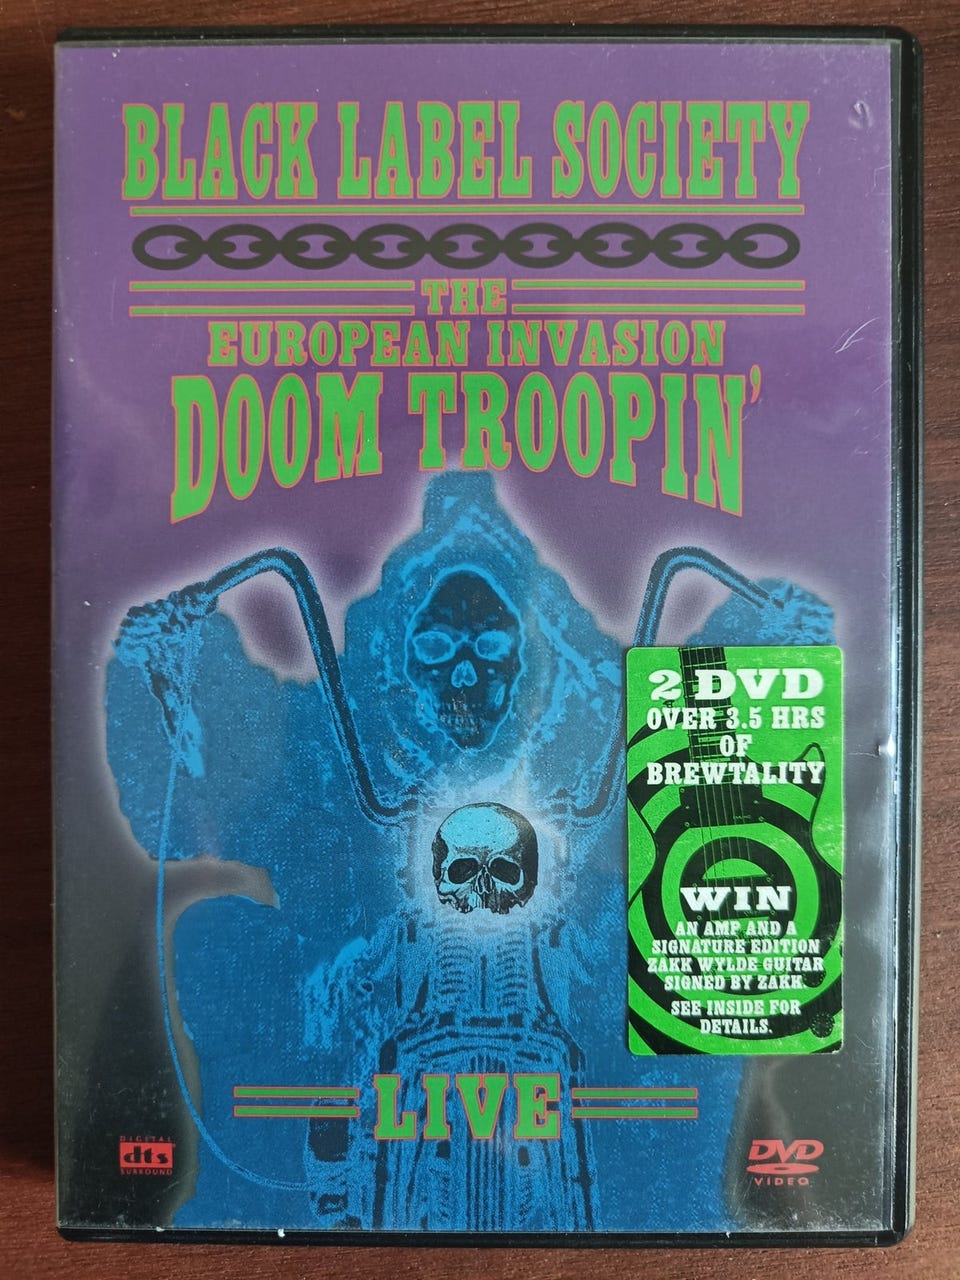 BLACK LABEL SOCIETY
THE
EUROPEAN INVASION
DOOM TROOPIN'
2 DVD
OVER 3.5 HRS
OF
BREWTALITY
WIN
AN AMP AND A
SIGNATURE EDITION
ZAKK WYLDE GUITAR
SIGNED BY ZAKK.
SEE INSIDE FOR
DETAILS.
LIVE
DIGITAL
dts
SURROUND
DVD
VIDEO